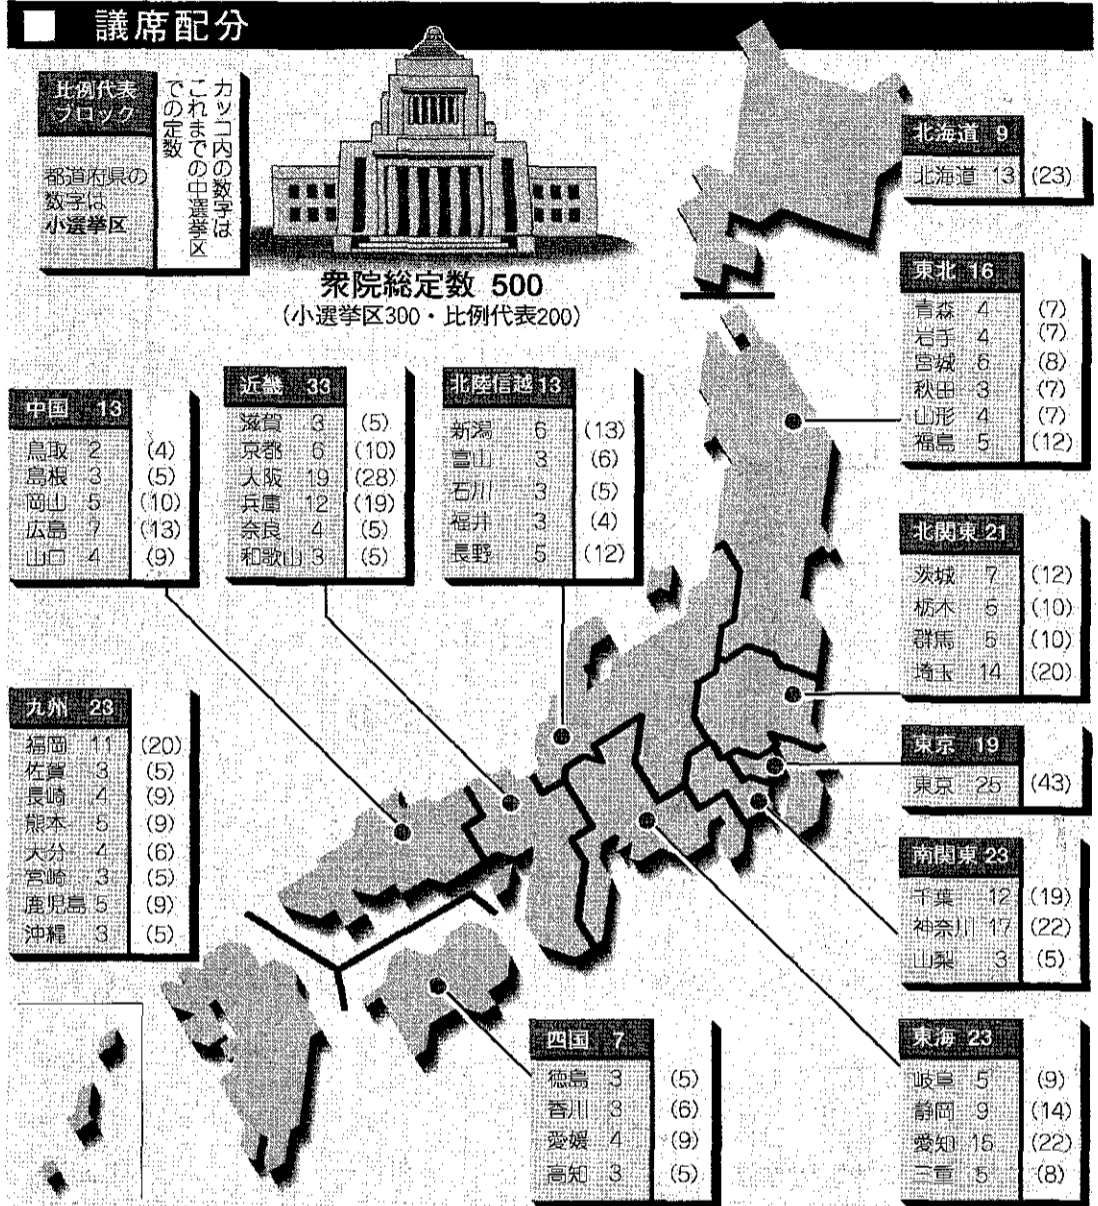 ■ 議席配分
比例代表
ブロック
都道府県の
数字は
小選挙区
カッコ内の数字は
これまでの中選挙区
での定数
衆院総定数 500
(小選挙区300・比例代表200)
北海道 9
北海道 13 (23)
東北 16
青森 4 (7)
岩手 4 (7)
宮城 6 (8)
秋田 3 (7)
山形 4 (7)
福島 5 (12)
中国 13
鳥取 2 (4)
島根 3 (5)
岡山 5 (10)
広島 7 (13)
山口 4 (9)
近畿 33
滋賀 3 (5)
京都 6 (10)
大阪 19 (28)
兵庫 12 (19)
奈良 4 (5)
和歌山 3 (5)
北陸信越 13
新潟 6 (13)
富山 3 (6)
石川 3 (5)
福井 3 (4)
長野 5 (12)
北関東 21
茨城 7 (12)
栃木 5 (10)
群馬 5 (10)
埼玉 14 (20)
九州 23
福岡 11 (20)
佐賀 3 (5)
長崎 4 (9)
熊本 5 (9)
大分 4 (6)
宮崎 3 (5)
鹿児島 5 (9)
沖縄 3 (5)
東京 19
東京 25 (43)
南関東 23
千葉 12 (19)
神奈川 17 (22)
山梨 3 (5)
四国 7
徳島 3 (5)
香川 3 (6)
愛媛 4 (9)
高知 3 (5)
東海 23
岐阜 5 (9)
静岡 9 (14)
愛知 15 (22)
三重 5 (8)